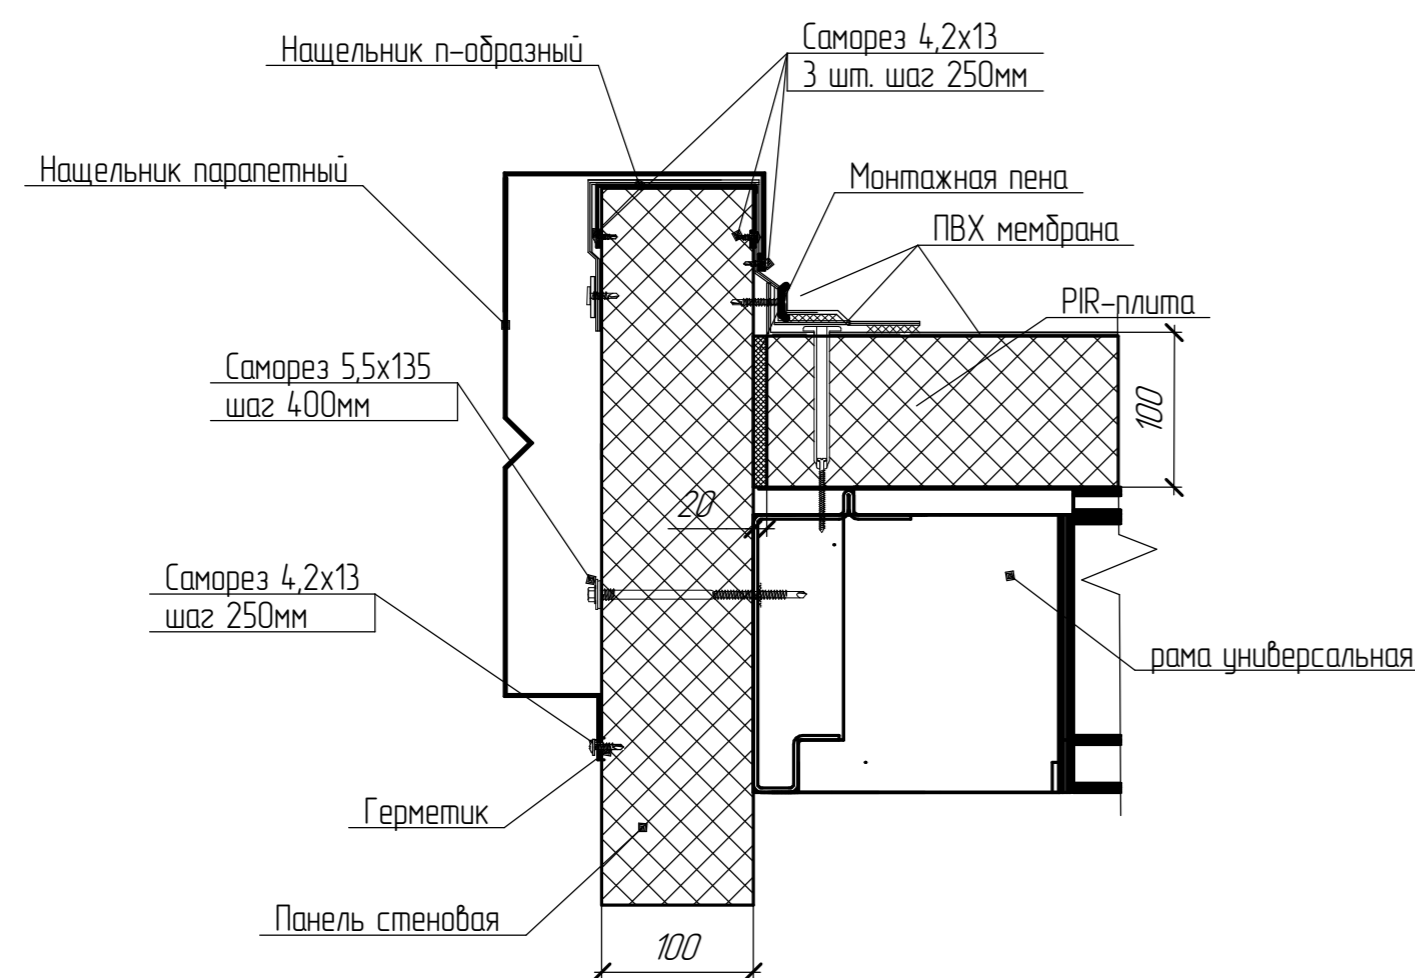 Нащельник п-образный
Саморез 4,2х13
3 шт. шаг 250мм
Нащельник парапетный
Монтажная пена
ПВХ мембрана
PIR-плита
Саморез 5,5х135
шаг 400мм
100
20
Саморез 4,2х13
шаг 250мм
рама универсальная
Герметик
Панель стеновая
100